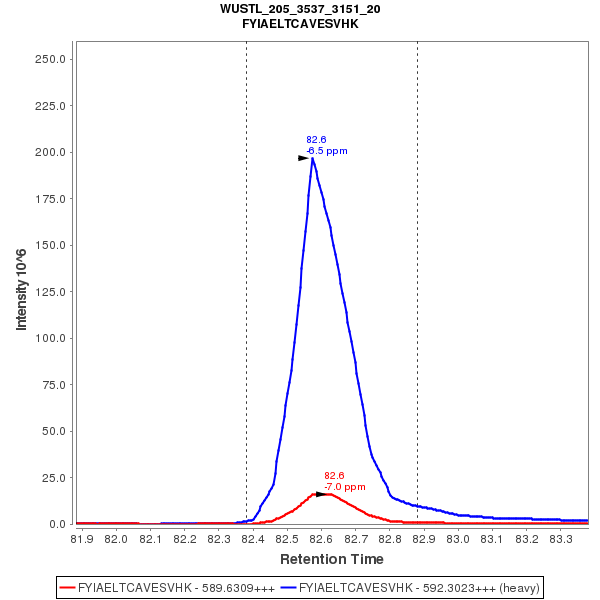 WUSTL_205_3537_3151_20
FYIAELTCAVESVHK
Intensity 10^6
250.0
225.0
200.0
175.0
150.0
125.0
100.0
75.0
50.0
25.0
0.0
82.6
-6.5 ppm
82.6
-7.0 ppm
81.9 82.0 82.1 82.2 82.3 82.4 82.5 82.6 82.7 82.8 82.9 83.0 83.1 83.2 83.3
Retention Time
FYIAELTCAVESVHK - 589.6309+++ FYIAELTCAVESVHK - 592.3023+++ (heavy)